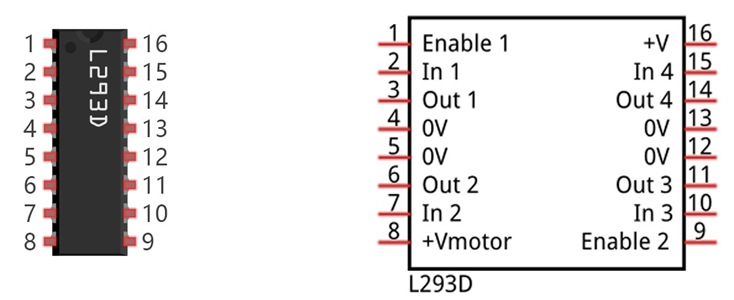 1 16
2 15
3 14
4 13
5 12
6 11
7 10
8 9
L293D
1 Enable 1 +V 16
2 In 1 In 4 15
3 Out 1 Out 4 14
4 0V 0V 13
5 0V 0V 12
6 Out 2 Out 3 11
7 In 2 In 3 10
8 +Vmotor Enable 2 9
L293D